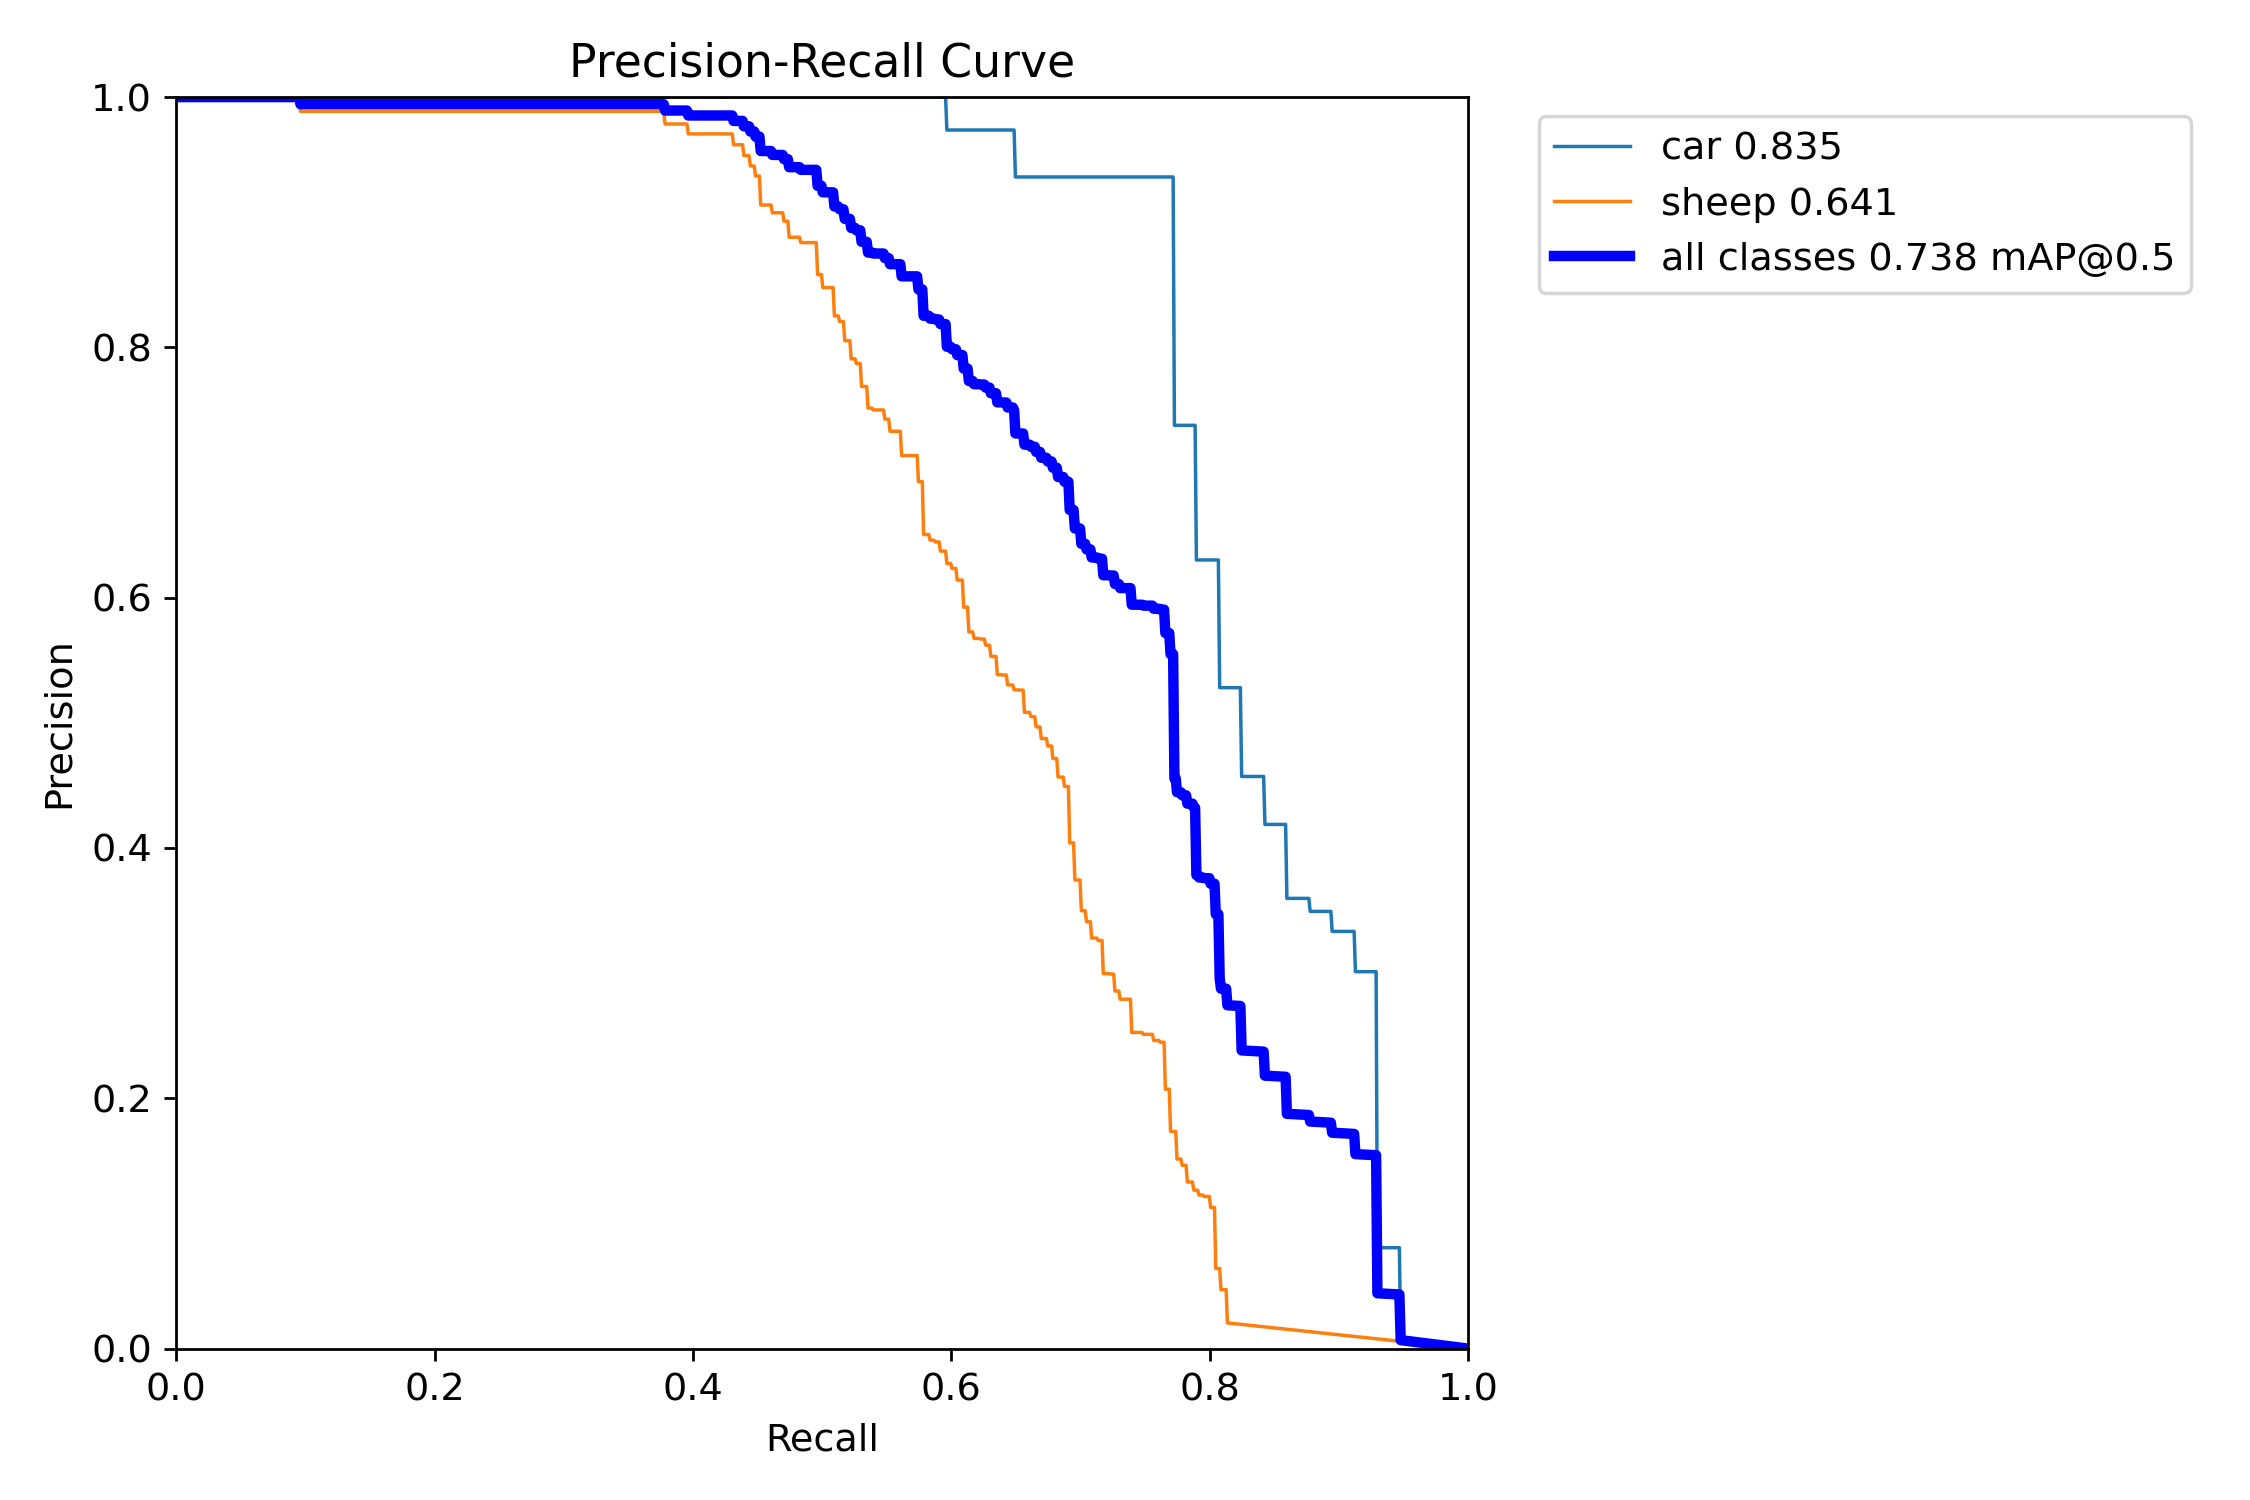 Precision-Recall Curve
1.0
0.8
0.6
0.4
0.2
0.0
Precision
0.0 0.2 0.4 0.6 0.8 1.0
Recall
car 0.835
sheep 0.641
all classes 0.738 mAP@0.5